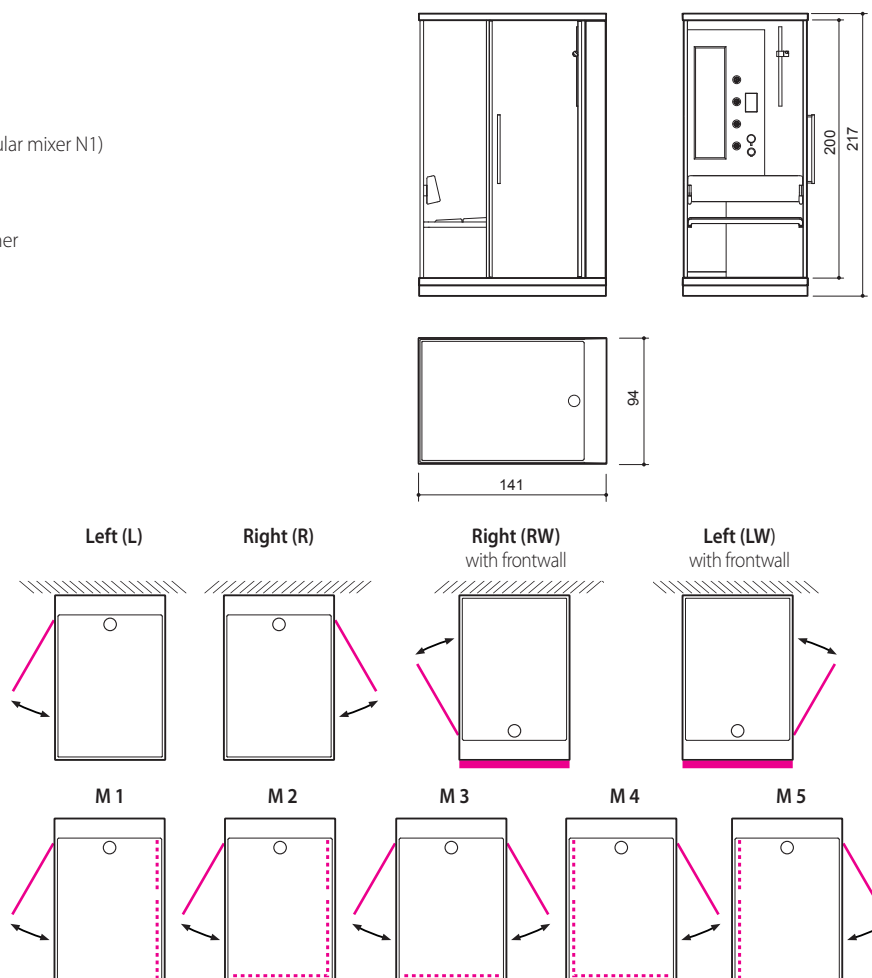 ular mixer N1)
er
200
217
94
141
Left (L)
Right (R)
Right (RW)
with frontwall
Left (LW)
with frontwall
M 1
M 2
M 3
M 4
M 5